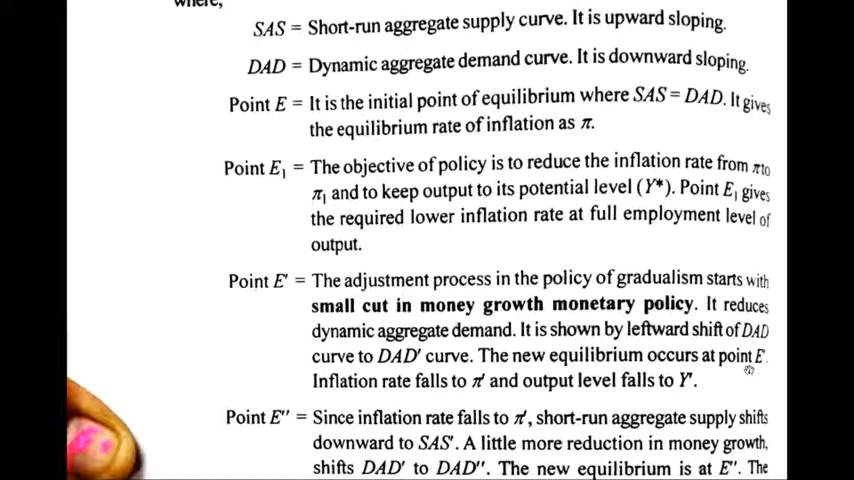 where,
SAS = Short-run aggregate supply curve. It is upward sloping.
DAD = Dynamic aggregate demand curve. It is downward sloping.
Point E = It is the initial point of equilibrium where SAS = DAD. It gives
the equilibrium rate of inflation as π.
Point E₁ = The objective of policy is to reduce the inflation rate from π to
π₁ and to keep output to its potential level (Y*). Point E₁ gives
the required lower inflation rate at full employment level of
output.
Point E' = The adjustment process in the policy of gradualism starts with
small cut in money growth monetary policy. It reduces
dynamic aggregate demand. It is shown by leftward shift of DAD
curve to DAD' curve. The new equilibrium occurs at point E'.
Inflation rate falls to π' and output level falls to Y'.
Point E'' = Since inflation rate falls to π', short-run aggregate supply shifts
downward to SAS'. A little more reduction in money growth,
shifts DAD' to DAD''. The new equilibrium is at E''. The